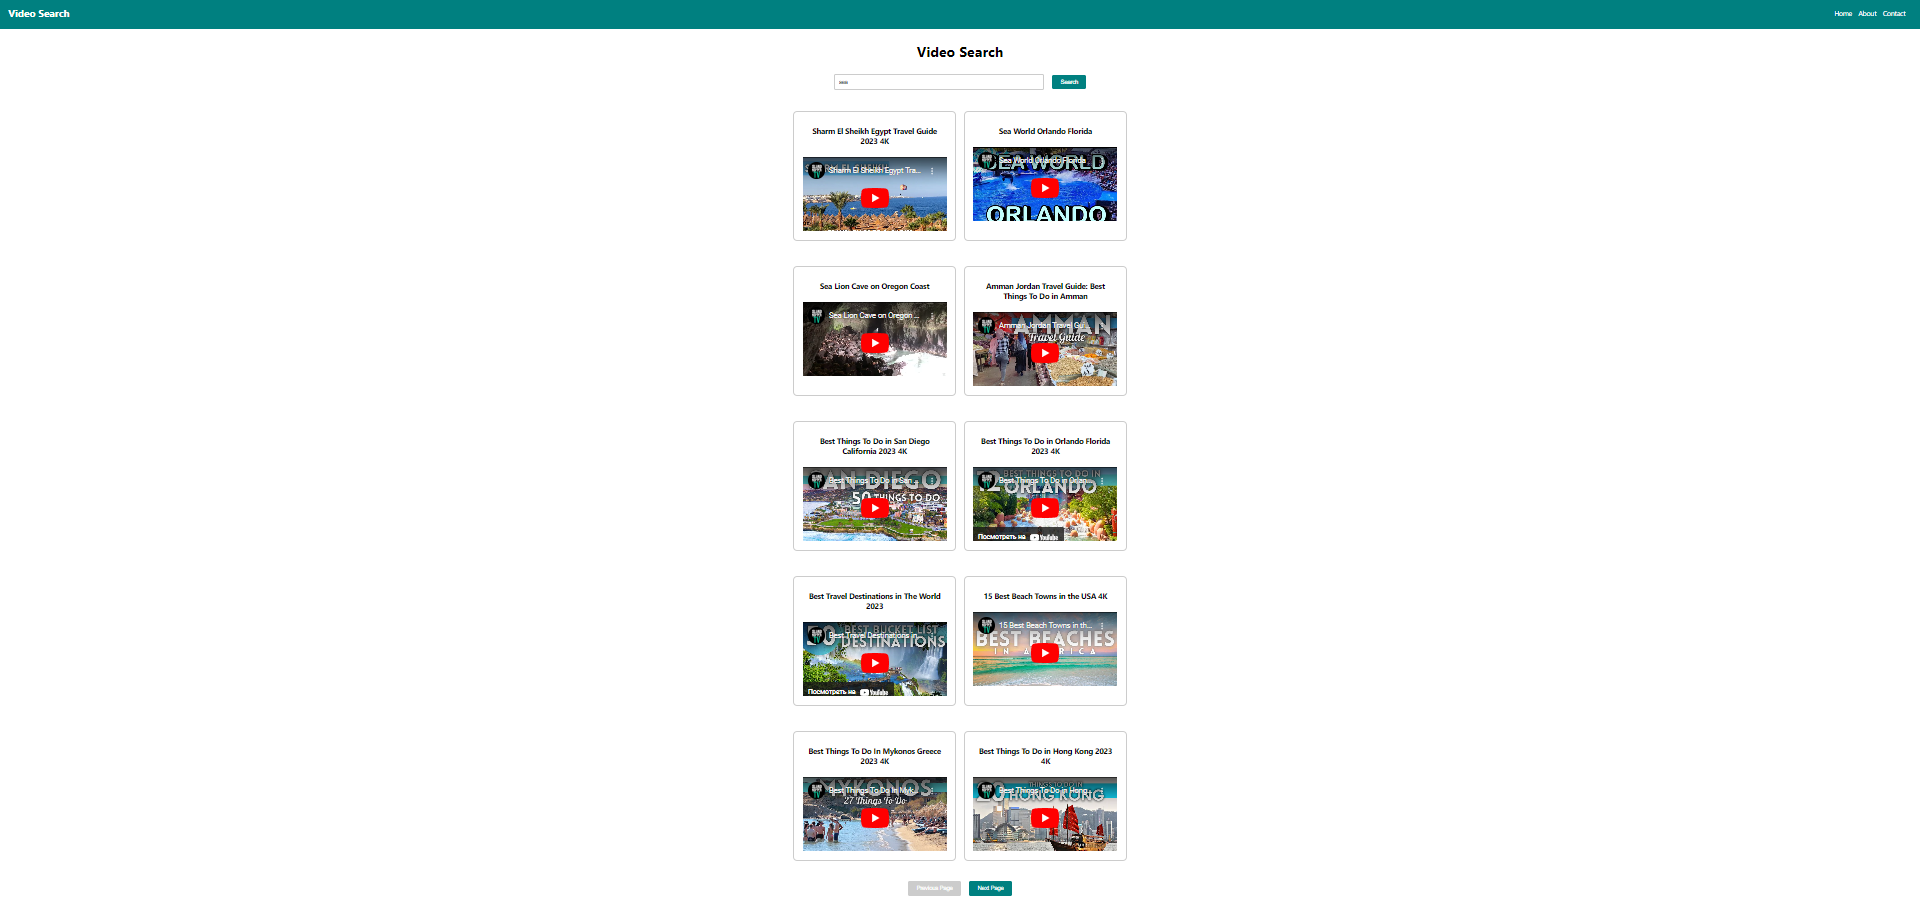 Video Search
Home About Contact
Video Search
Search
Sharm El Sheikh Egypt Travel Guide
2023 4K
Sharm El Sheikh Egypt Tra...
Sea World Orlando Florida
Sea World Orlando Florida
SEA WORLD
ORLANDO
Sea Lion Cave on Oregon Coast
Sea Lion Cave on Oregon ...
Amman Jordan Travel Guide: Best
Things To Do in Amman
Amman Jordan Travel Gu...
AMMAN
Travel Guide
Best Things To Do in San Diego
California 2023 4K
Best Things To Do in San ...
SAN DIEGO
50 THINGS TO DO
Best Things To Do in Orlando Florida
2023 4K
BEST THINGS TO DO IN
Best Things To Do in Orlan...
ORLANDO
Посмотреть на YouTube
Best Travel Destinations in The World
2023
BEST BUCKET LIST
Best Travel Destinations in...
DESTINATIONS
Посмотреть на YouTube
15 Best Beach Towns in the USA 4K
15 Best Beach Towns in th...
BEST BEACHES
IN AMERICA
Best Things To Do In Mykonos Greece
2023 4K
MYKONOS
Best Things To Do In Myk...
27 Things To Do
Best Things To Do in Hong Kong 2023
4K
THINGS TO DO IN
Best Things To Do in Hong...
HONG KONG
Previous Page Next Page